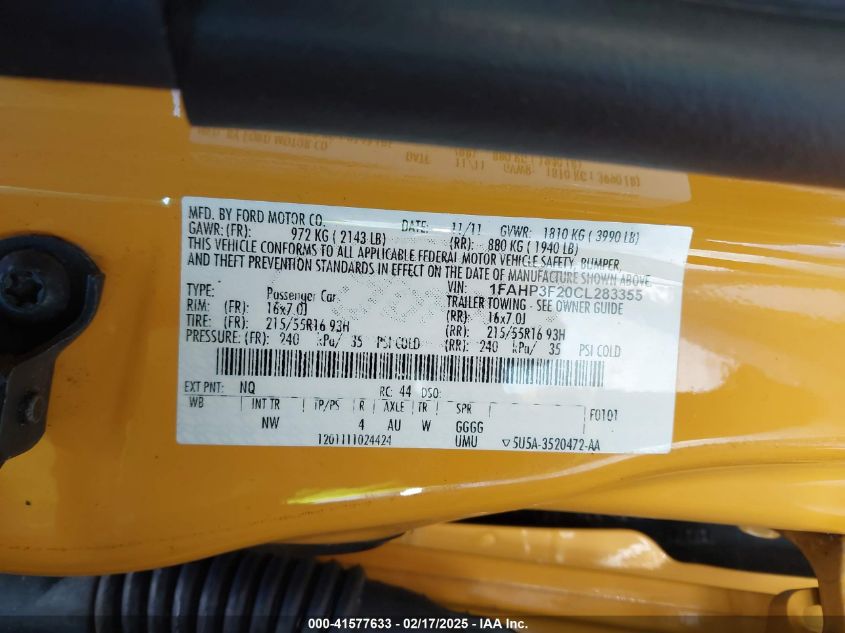 MFD. BY FORD MOTOR CO. DATE: 11/11 GVWR: 1810 KG ( 3990 LB)
GAWR: (FR): 972 KG ( 2143 LB) (RR): 880 KG ( 1940 LB)
THIS VEHICLE CONFORMS TO ALL APPLICABLE FEDERAL MOTOR VEHICLE SAFETY, BUMPER
AND THEFT PREVENTION STANDARDS IN EFFECT ON THE DATE OF MANUFACTURE SHOWN ABOVE
VIN: 1FAHP3F20CL283355
TYPE: Passenger Car TRAILER TOWING - SEE OWNER GUIDE
RIM: (FR): 16x7.0J (RR): 16x7.0J
TIRE: (FR): 215/55R16 93H (RR): 215/55R16 93H
PRESSURE: (FR): 240 kPa/ 35 PSI COLD (RR): 240 kPa/ 35 PSI COLD
EXT PNT: NQ RC: 44 DSO:
WB INT TR TP/PS R AXLE TR SPR F0101
NW 4 AU W GGGG
1201111024424 UMU ▽5U5A-3520472-AA
000-41577633 - 02/17/2025 - IAA Inc.